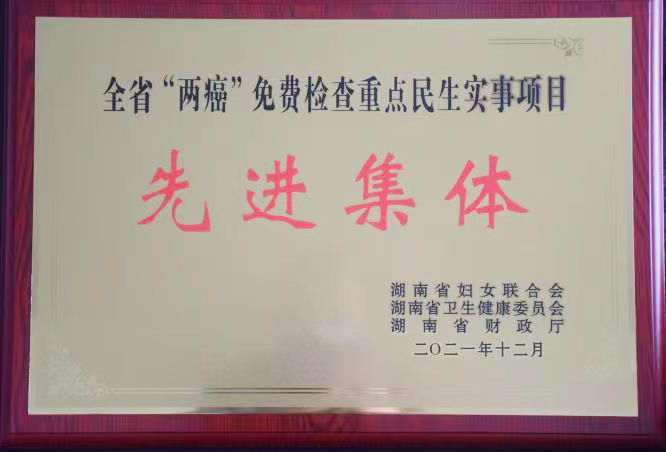 全省“两癌”免费检查重点民生实事项目
先进集体
湖南省妇女联合会
湖南省卫生健康委员会
湖南省财政厅
二〇二一年十二月